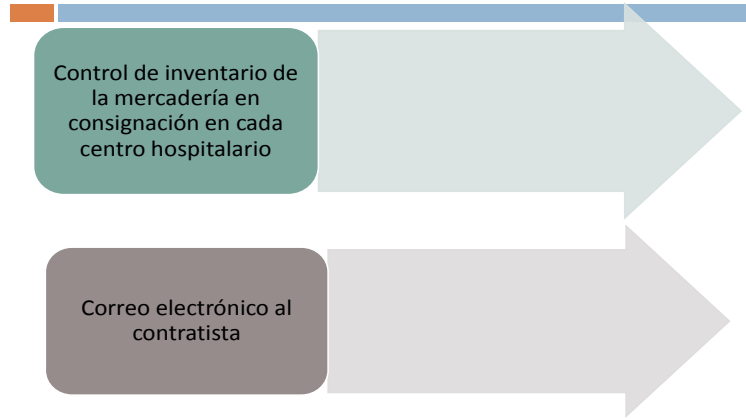 Control de inventario de
la mercadería en
consignación en cada
centro hospitalario
Correo electrónico al
contratista